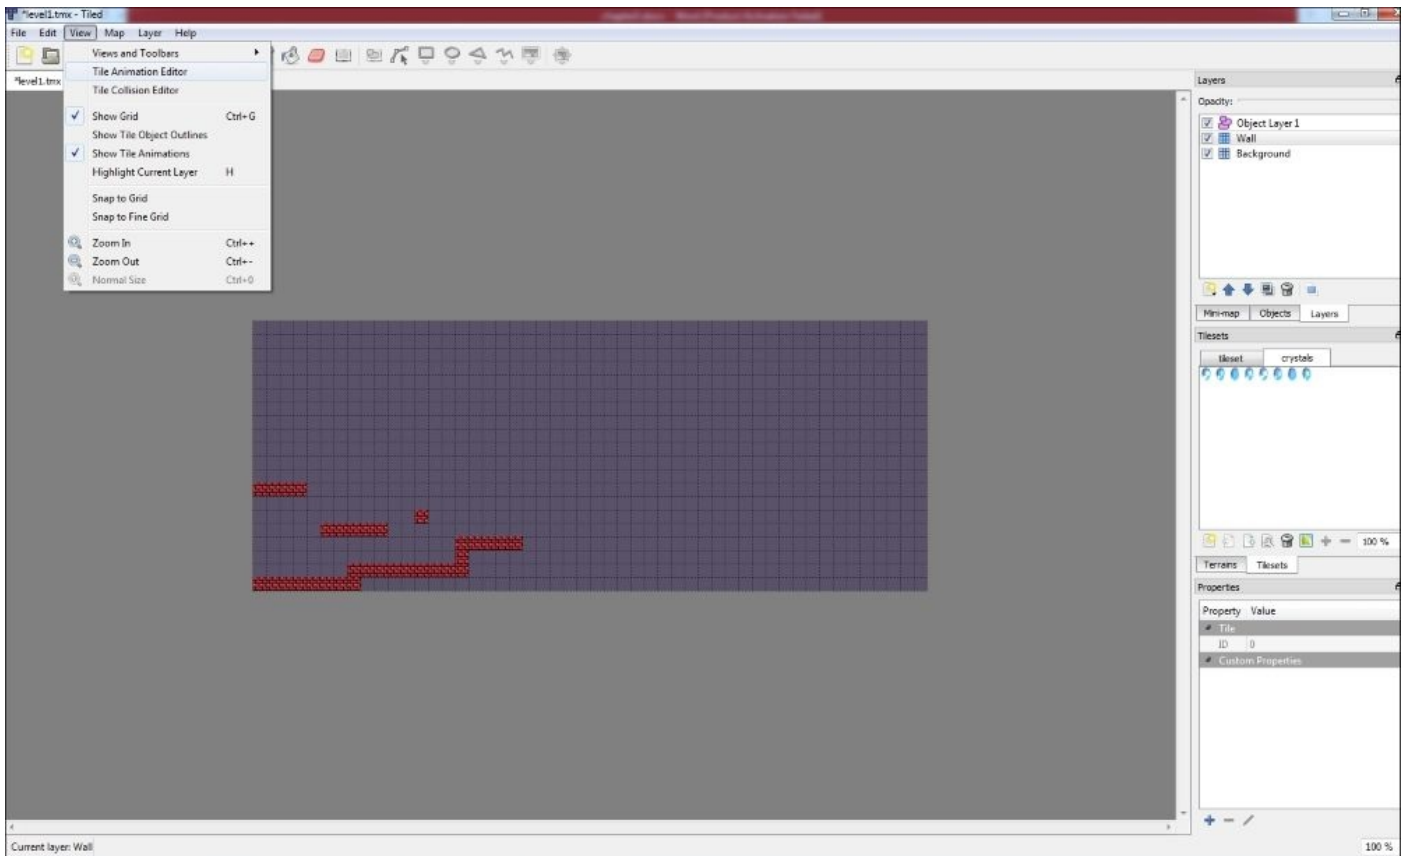 *level1.tmx - Tiled
File Edit View Map Layer Help
*level1.tmx
Views and Toolbars
Tile Animation Editor
Tile Collision Editor
Show Grid Ctrl+G
Show Tile Object Outlines
Show Tile Animations
Highlight Current Layer H
Snap to Grid
Snap to Fine Grid
Zoom In Ctrl++
Zoom Out Ctrl+-
Normal Size Ctrl+0
Layers
Opacity:
Object Layer 1
Wall
Background
Mini-map Objects Layers
Tilesets
tileset crystals
100 %
Terrains Tilesets
Properties
Property Value
Tile
ID 0
Custom Properties
Current layer: Wall
100 %